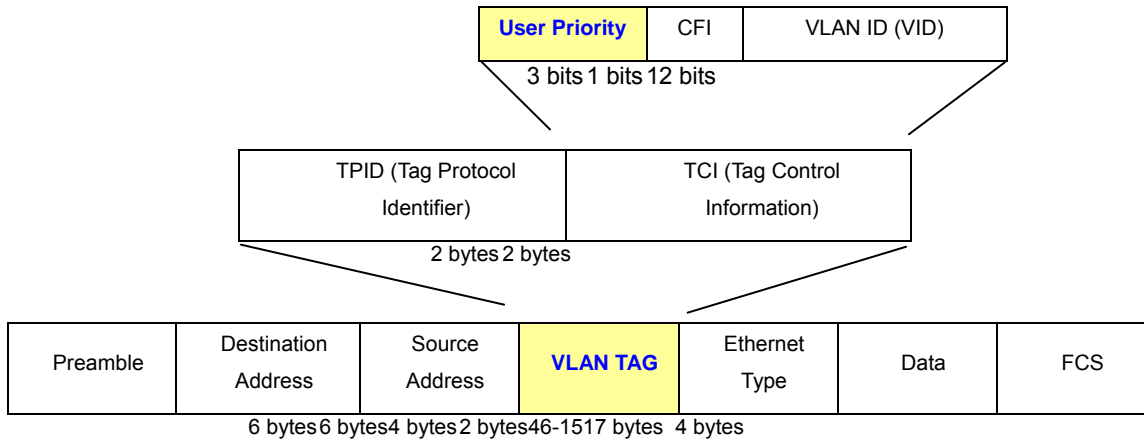 User Priority CFI VLAN ID (VID)
3 bits 1 bits 12 bits
TPID (Tag Protocol Identifier) TCI (Tag Control Information)
2 bytes 2 bytes
Preamble Destination Address Source Address VLAN TAG Ethernet Type Data FCS
6 bytes 6 bytes 4 bytes 2 bytes 46-1517 bytes 4 bytes